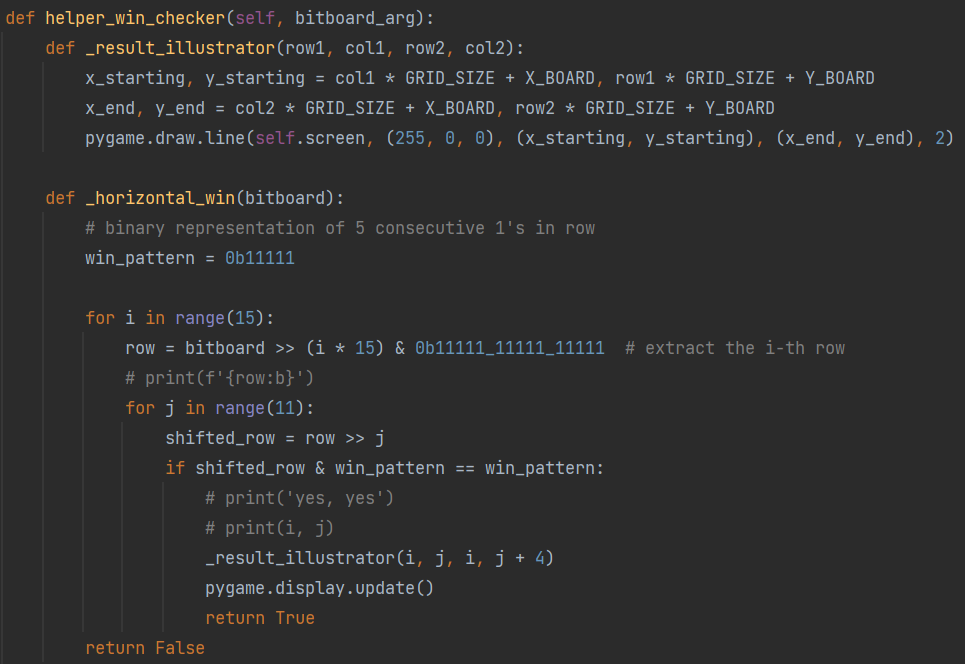 def helper_win_checker(self, bitboard_arg):
    def _result_illustrator(row1, col1, row2, col2):
        x_starting, y_starting = col1 * GRID_SIZE + X_BOARD, row1 * GRID_SIZE + Y_BOARD
        x_end, y_end = col2 * GRID_SIZE + X_BOARD, row2 * GRID_SIZE + Y_BOARD
        pygame.draw.line(self.screen, (255, 0, 0), (x_starting, y_starting), (x_end, y_end), 2)

    def _horizontal_win(bitboard):
        # binary representation of 5 consecutive 1's in row
        win_pattern = 0b11111

        for i in range(15):
            row = bitboard >> (i * 15) & 0b11111_11111_11111  # extract the i-th row
            # print(f'{row:b}')
            for j in range(11):
                shifted_row = row >> j
                if shifted_row & win_pattern == win_pattern:
                    # print('yes, yes')
                    # print(i, j)
                    _result_illustrator(i, j, i, j + 4)
                    pygame.display.update()
                    return True
        return False